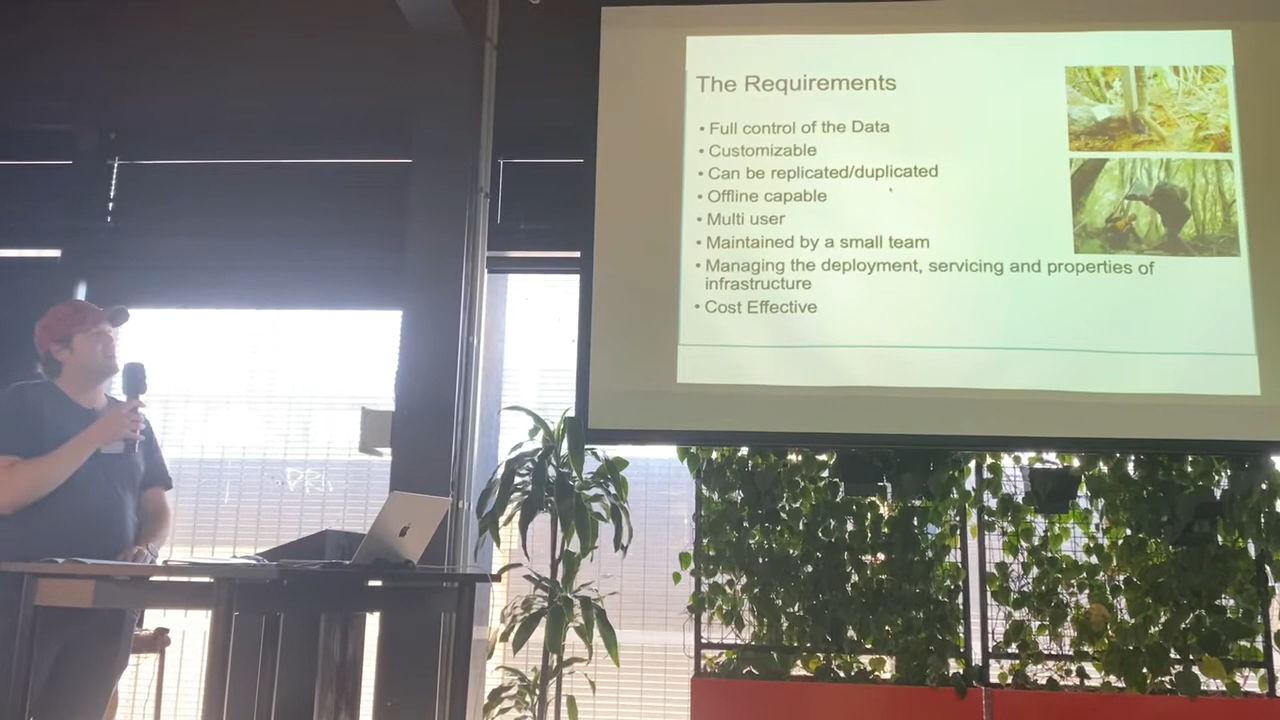 The Requirements
• Full control of the Data
• Customizable
• Can be replicated/duplicated
• Offline capable
• Multi user
• Maintained by a small team
• Managing the deployment, servicing and properties of
infrastructure
• Cost Effective